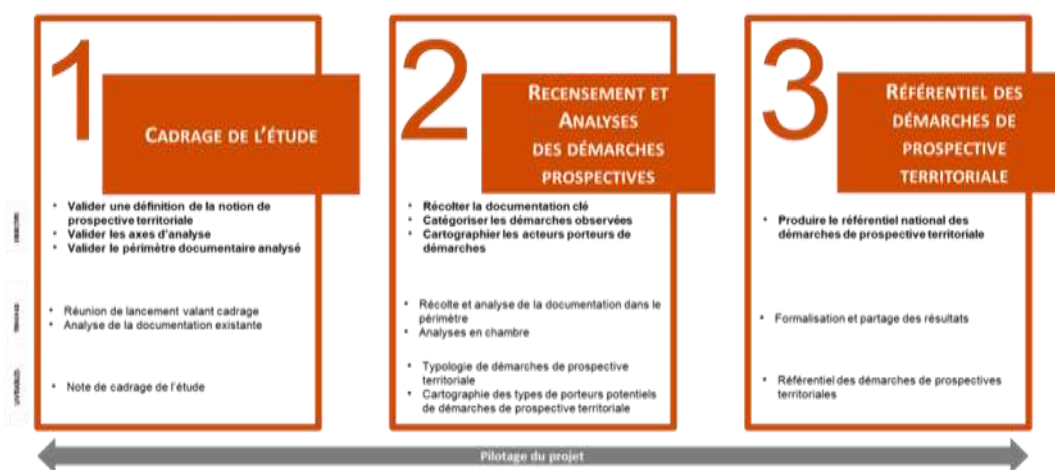 1
CADRAGE DE L'ÉTUDE
• Valider une définition de la notion de
prospective territoriale
• Valider les axes d'analyse
• Valider le périmètre documentaire analysé
• Réunion de lancement valant cadrage
• Analyse de la documentation existante
• Note de cadrage de l'étude
2
RECENSEMENT ET
ANALYSES
DES DÉMARCHES
PROSPECTIVES
• Récolter la documentation clé
• Catégoriser les démarches observées
• Cartographier les acteurs porteurs de
démarches
• Récolte et analyse de la documentation dans le
périmètre
• Analyses en chambre
• Typologie de démarches de prospective
territoriale
• Cartographie des types de porteurs potentiels
de démarches de prospective territoriale
3
RÉFÉRENTIEL DES
DÉMARCHES DE
PROSPECTIVE
TERRITORIALE
• Produire le référentiel national des
démarches de prospective territoriale
• Formalisation et partage des résultats
• Référentiel des démarches de prospectives
territoriales
LIVRABLES
Pilotage du projet